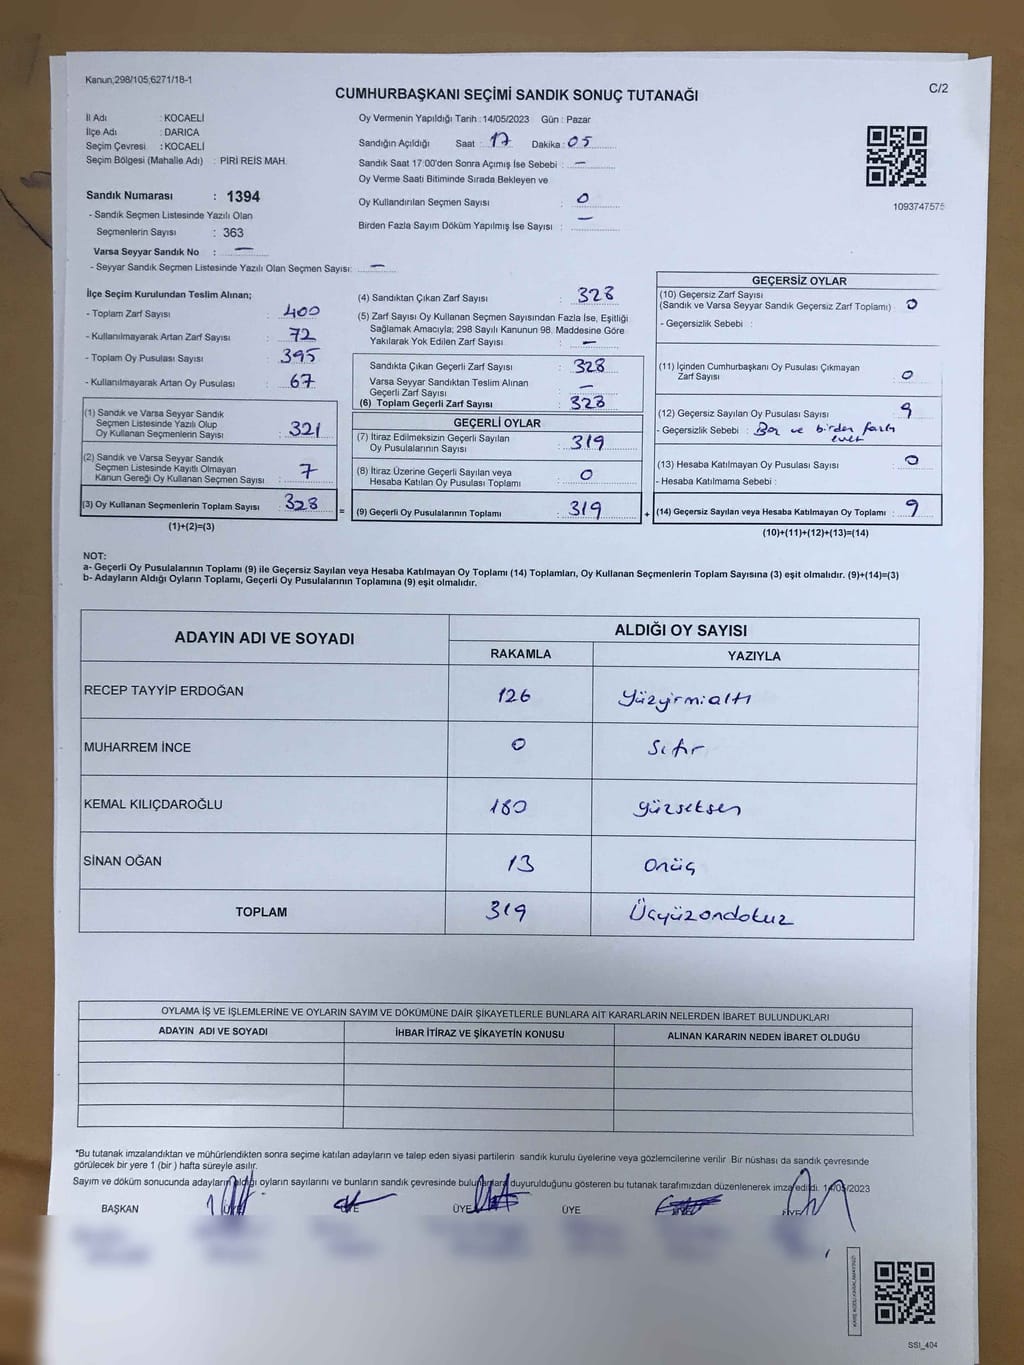 Kanun;298/105;6271/18-1
C/2
CUMHURBAŞKANI SEÇİMİ SANDIK SONUÇ TUTANAĞI
İl Adı : KOCAELİ
İlçe Adı : DARICA
Seçim Çevresi : KOCAELİ
Seçim Bölgesi (Mahalle Adı) : PİRİ REİS MAH.
Sandık Numarası : 1394
- Sandık Seçmen Listesinde Yazılı Olan
Seçmenlerin Sayısı : 363
Varsa Seyyar Sandık No : —
- Seyyar Sandık Seçmen Listesinde Yazılı Olan Seçmen Sayısı: —
Oy Vermenin Yapıldığı Tarih : 14/05/2023 Gün : Pazar
Sandığın Açıldığı Saat : 17 Dakika : 05
Sandık Saat 17:00'den Sonra Açımış İse Sebebi : —
Oy Verme Saati Bitiminde Sırada Bekleyen ve
Oy Kullandırılan Seçmen Sayısı : 0
Birden Fazla Sayım Döküm Yapılmış İse Sayısı : —
1093747575
İlçe Seçim Kurulundan Teslim Alınan;
- Toplam Zarf Sayısı : 400
- Kullanılmayarak Artan Zarf Sayısı : 72
- Toplam Oy Pusulası Sayısı : 395
- Kullanılmayarak Artan Oy Pusulası : 67
(1) Sandık ve Varsa Seyyar Sandık
Seçmen Listesinde Yazılı Olup
Oy Kullanan Seçmenlerin Sayısı : 321
(2) Sandık ve Varsa Seyyar Sandık
Seçmen Listesinde Kayıtlı Olmayan
Kanun Gereği Oy Kullanan Seçmen Sayısı : 7
(3) Oy Kullanan Seçmenlerin Toplam Sayısı : 328
(1)+(2)=(3)
(4) Sandıktan Çıkan Zarf Sayısı : 328
(5) Zarf Sayısı Oy Kullanan Seçmen Sayısından Fazla İse, Eşitliği
Sağlamak Amacıyla; 298 Sayılı Kanunun 98. Maddesine Göre
Yakılarak Yok Edilen Zarf Sayısı : —
Sandıkta Çıkan Geçerli Zarf Sayısı : 328
Varsa Seyyar Sandıktan Teslim Alınan
Geçerli Zarf Sayısı : —
(6) Toplam Geçerli Zarf Sayısı : 328
GEÇERLİ OYLAR
(7) İtiraz Edilmeksizin Geçerli Sayılan
Oy Pusulasının Sayısı : 319
(8) İtiraz Üzerine Geçerli Sayılan veya
Hesaba Katılan Oy Pusulası Toplamı : 0
= (9) Geçerli Oy Pusulalarının Toplamı : 319
GEÇERSİZ OYLAR
(10) Geçersiz Zarf Sayısı
(Sandık ve Varsa Seyyar Sandık Geçersiz Zarf Toplamı) : 0
- Geçersizlik Sebebi :
(11) İçinden Cumhurbaşkanı Oy Pusulası Çıkmayan
Zarf Sayısı : 0
(12) Geçersiz Sayılan Oy Pusulası Sayısı : 9
- Geçersizlik Sebebi : Boş ve birden fazla
evet
(13) Hesaba Katılmayan Oy Pusulası Sayısı : 0
- Hesaba Katılmama Sebebi :
+ (14) Geçersiz Sayılan veya Hesaba Katılmayan Oy Toplamı : 9
(10)+(11)+(12)+(13)=(14)
NOT:
a- Geçerli Oy Pusulalarının Toplamı (9) ile Geçersiz Sayılan veya Hesaba Katılmayan Oy Toplamı (14) Toplamları, Oy Kullanan Seçmenlerin Toplam Sayısına (3) eşit olmalıdır. (9)+(14)=(3)
b- Adayların Aldığı Oyların Toplamı, Geçerli Oy Pusulalarının Toplamına (9) eşit olmalıdır.
ADAYIN ADI VE SOYADI ALDIĞI OY SAYISI
RAKAMLA YAZIYLA
RECEP TAYYİP ERDOĞAN 126 Yüzyirmialtı
MUHARREM İNCE 0 Sıfır
KEMAL KILIÇDAROĞLU 180 Yüzseksen
SİNAN OĞAN 13 Onüç
TOPLAM 319 Üçyüzondokuz
OYLAMA İŞ VE İŞLEMLERİNE VE OYLARIN SAYIM VE DÖKÜMÜNE DAİR ŞİKAYETLERLE BUNLARA AİT KARARLARIN NELERDEN İBARET BULUNDUKLARI
ADAYIN ADI VE SOYADI İHBAR İTİRAZ VE ŞİKAYETİN KONUSU ALINAN KARARIN NEDEN İBARET OLDUĞU
*Bu tutanak imzalandıktan ve mühürlendikten sonra seçime katılan adayların ve talep eden siyasi partilerin sandık kurulu üyelerine veya gözlemcilerine verilir. Bir nüshası da sandık çevresinde
görülecek bir yere 1 (bir ) hafta süreyle asılır.
Sayım ve döküm sonucunda adayların aldığı oyların sayılarını ve bunların sandık çevresinde bulunanlara duyurulduğunu gösteren bu tutanak tarafımızdan düzenlenerek imza edildi. 14/05/2023
BAŞKAN ÜYE ÜYE ÜYE ÜYE ÜYE
SSI_404